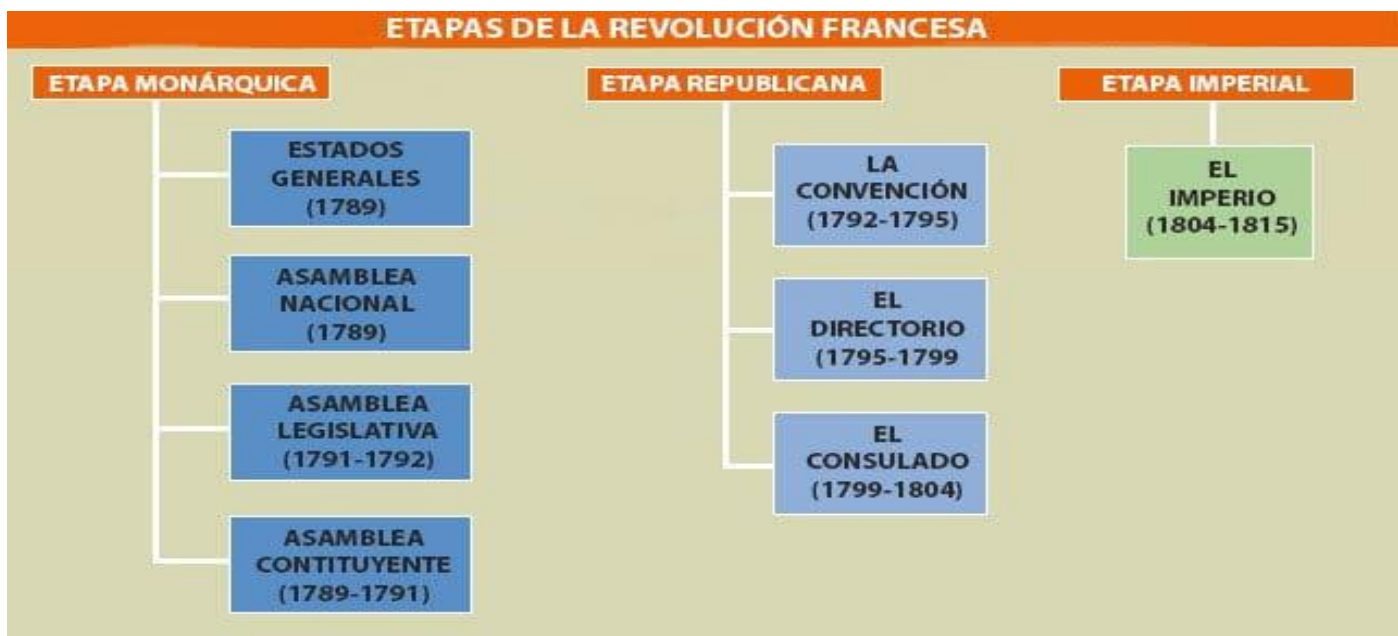 ETAPAS DE LA REVOLUCIÓN FRANCESA
ETAPA MONÁRQUICA
ESTADOS
GENERALES
(1789)
ASAMBLEA
NACIONAL
(1789)
ASAMBLEA
LEGISLATIVA
(1791-1792)
ASAMBLEA
CONTITUYENTE
(1789-1791)
ETAPA REPUBLICANA
LA
CONVENCIÓN
(1792-1795)
EL
DIRECTORIO
(1795-1799
EL
CONSULADO
(1799-1804)
ETAPA IMPERIAL
EL
IMPERIO
(1804-1815)